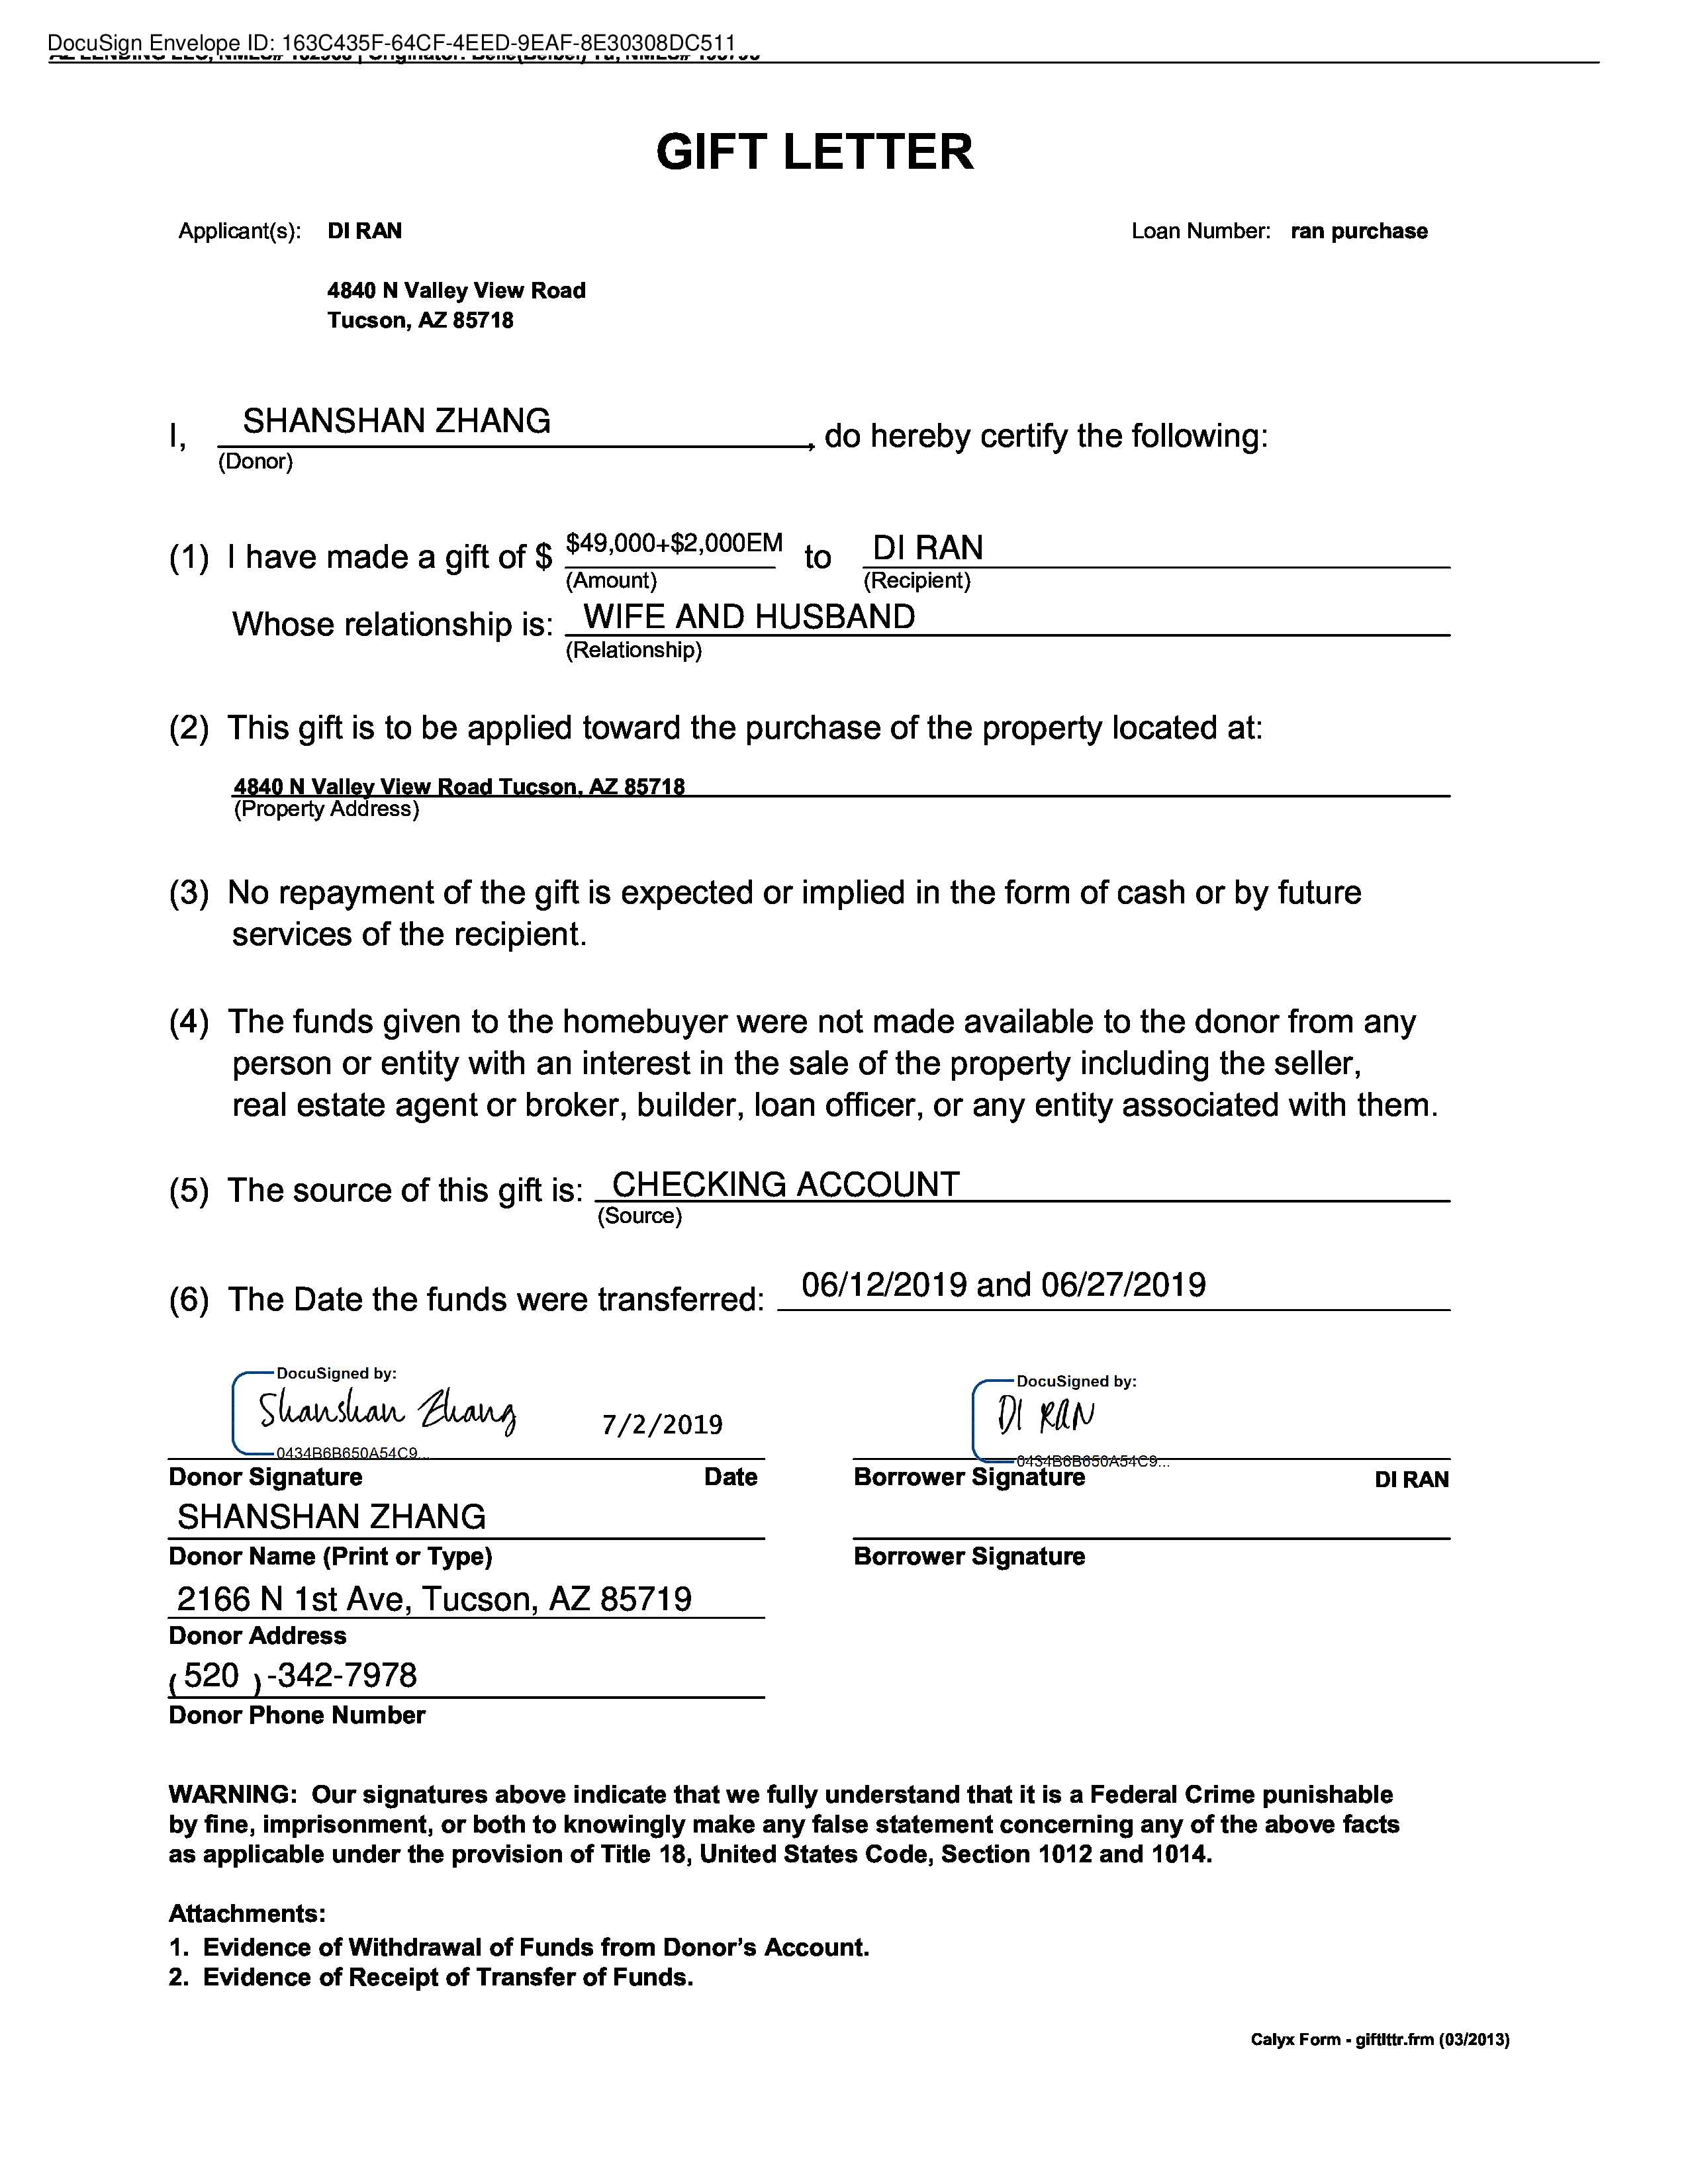 DocuSign Envelope ID: 163C435F-64CF-4EED-9EAF-8E30308DC511
GIFT LETTER
Applicant(s): DI RAN Loan Number: ran purchase
4840 N Valley View Road
Tucson, AZ 85718
I, SHANSHAN ZHANG, do hereby certify the following:
(Donor)
(1) I have made a gift of $ $49,000+$2,000EM to DI RAN
(Amount) (Recipient)
Whose relationship is: WIFE AND HUSBAND
(Relationship)
(2) This gift is to be applied toward the purchase of the property located at:
4840 N Valley View Road Tucson, AZ 85718
(Property Address)
(3) No repayment of the gift is expected or implied in the form of cash or by future
services of the recipient.
(4) The funds given to the homebuyer were not made available to the donor from any
person or entity with an interest in the sale of the property including the seller,
real estate agent or broker, builder, loan officer, or any entity associated with them.
(5) The source of this gift is: CHECKING ACCOUNT
(Source)
(6) The Date the funds were transferred: 06/12/2019 and 06/27/2019
DocuSigned by: DocuSigned by:
Shanshan Zhang 7/2/2019 DI RAN
0434B6B650A54C9... 0434B6B650A54C9...
Donor Signature Date Borrower Signature DI RAN
SHANSHAN ZHANG
Donor Name (Print or Type) Borrower Signature
2166 N 1st Ave, Tucson, AZ 85719
Donor Address
(520 )-342-7978
Donor Phone Number
WARNING: Our signatures above indicate that we fully understand that it is a Federal Crime punishable
by fine, imprisonment, or both to knowingly make any false statement concerning any of the above facts
as applicable under the provision of Title 18, United States Code, Section 1012 and 1014.
Attachments:
1. Evidence of Withdrawal of Funds from Donor's Account.
2. Evidence of Receipt of Transfer of Funds.
Calyx Form - giftlttr.frm (03/2013)